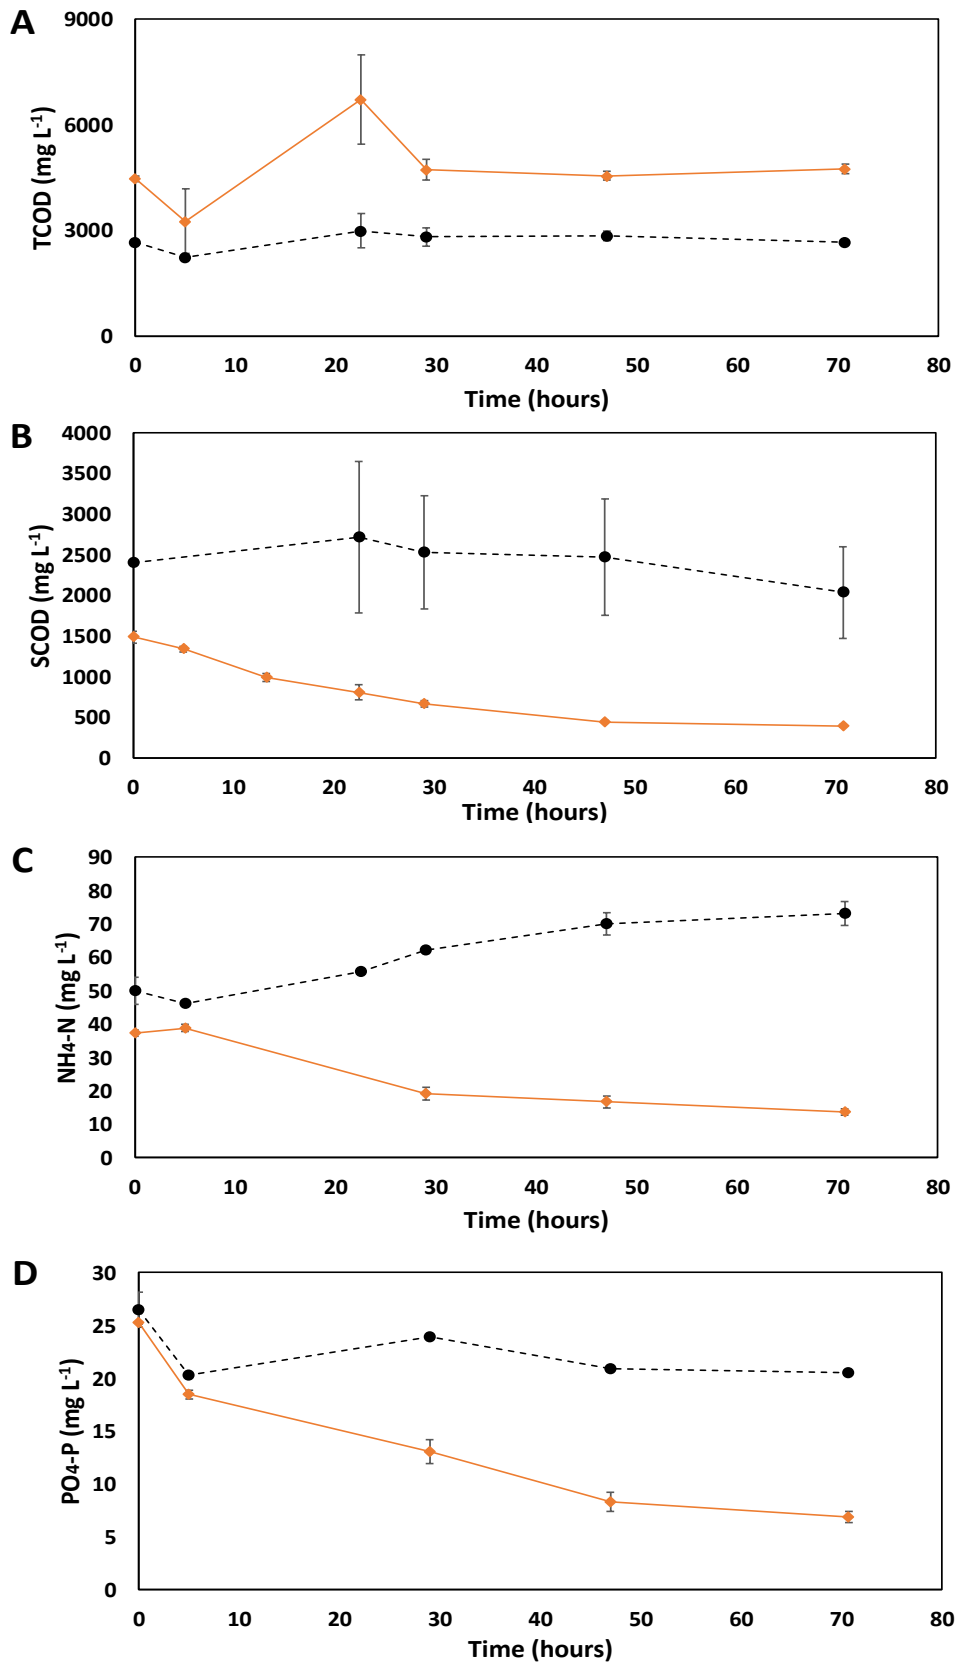 A
TCOD (mg L-1)
9000
6000
3000
0
0 10 20 30 40 50 60 70 80
Time (hours)
B
SCOD (mg L-1)
4000
3500
3000
2500
2000
1500
1000
500
0
0 10 20 30 40 50 60 70 80
Time (hours)
C
NH4-N (mg L-1)
90
80
70
60
50
40
30
20
10
0
0 10 20 30 40 50 60 70 80
Time (hours)
D
PO4-P (mg L-1)
30
25
20
15
10
5
0
0 10 20 30 40 50 60 70 80
Time (hours)